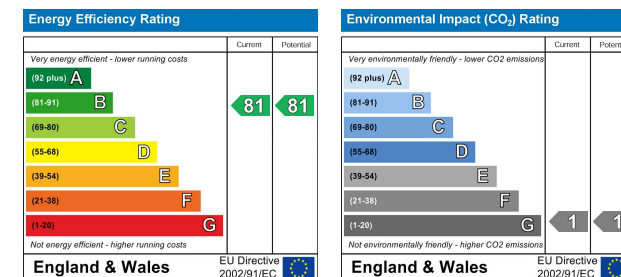 Energy Efficiency Rating
Current Potential
Very energy efficient - lower running costs
(92 plus) A
(81-91) B
(69-80) C
(55-68) D
(39-54) E
(21-38) F
(1-20) G
81 81
Not energy efficient - higher running costs
England & Wales
EU Directive
2002/91/EC
Environmental Impact (CO₂) Rating
Current Potent
Very environmentally friendly - lower CO2 emissions
(92 plus) A
(81-91) B
(69-80) C
(55-68) D
(39-54) E
(21-38) F
(1-20) G
1 1
Not environmentally friendly - higher CO2 emissions
England & Wales
EU Directive
2002/91/EC